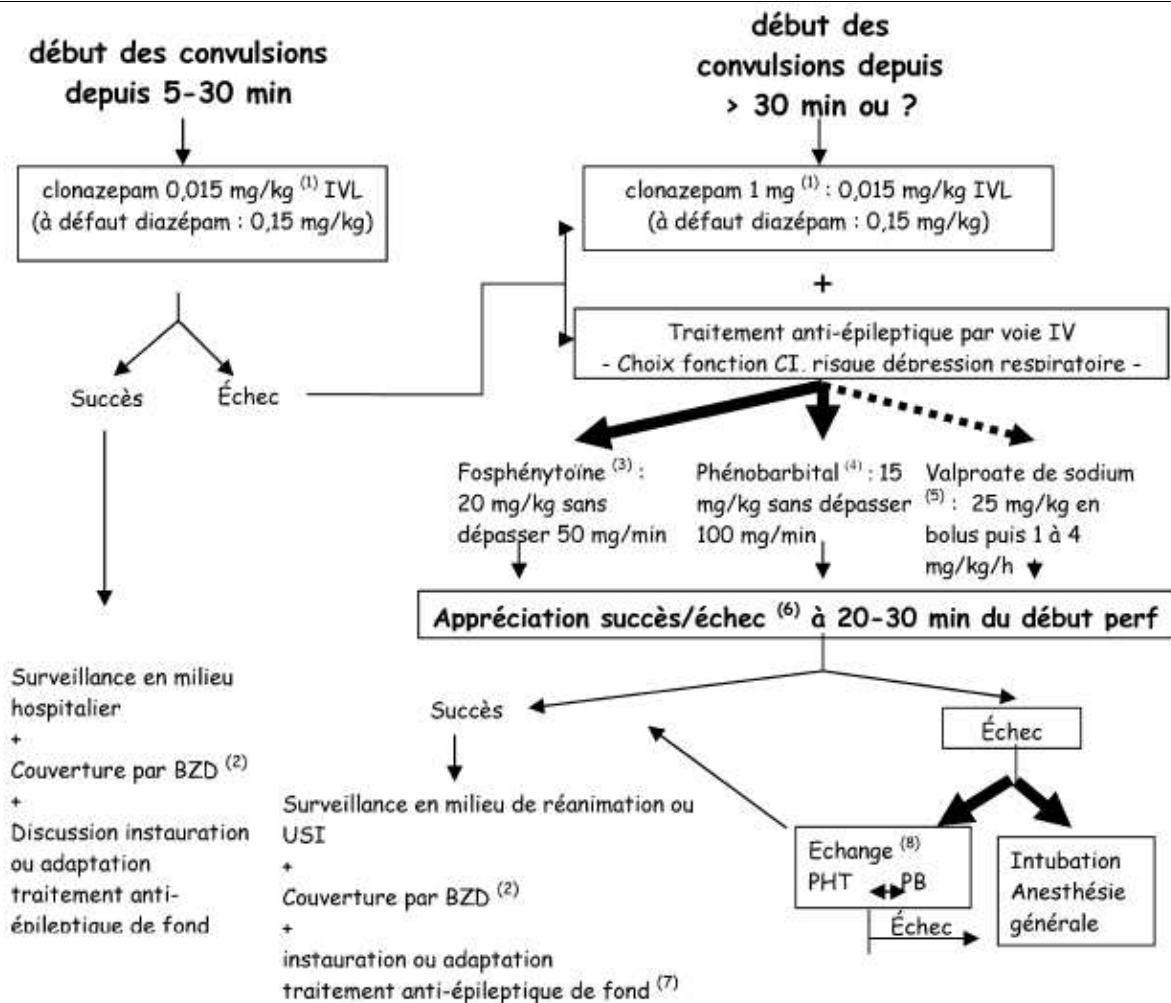 début des convulsions
depuis 5-30 min
début des
convulsions depuis
> 30 min ou ?
clonazepam 0,015 mg/kg (1) IVL
(à défaut diazépam : 0,15 mg/kg)
clonazepam 1 mg (1) : 0,015 mg/kg IVL
(à défaut diazépam : 0,15 mg/kg)
+
Traitement anti-épileptique par voie IV
- Choix fonction CI, risque dépression respiratoire -
Succès
Échec
Fosphénytoïne (3) :
20 mg/kg sans
dépasser 50 mg/min
Phénobarbital (4) : 15
mg/kg sans dépasser
100 mg/min
Valproate de sodium
(5) : 25 mg/kg en
bolus puis 1 à 4
mg/kg/h
Appréciation succès/échec (6) à 20-30 min du début perf
Surveillance en milieu
hospitalier
+
Couverture par BZD (2)
+
Discussion instauration
ou adaptation
traitement anti-
épileptique de fond
Succès
Surveillance en milieu de réanimation ou
USI
+
Couverture par BZD (2)
+
instauration ou adaptation
traitement anti-épileptique de fond (7)
Échec
Echange (8)
PHT PB
Échec
Intubation
Anesthésie
générale